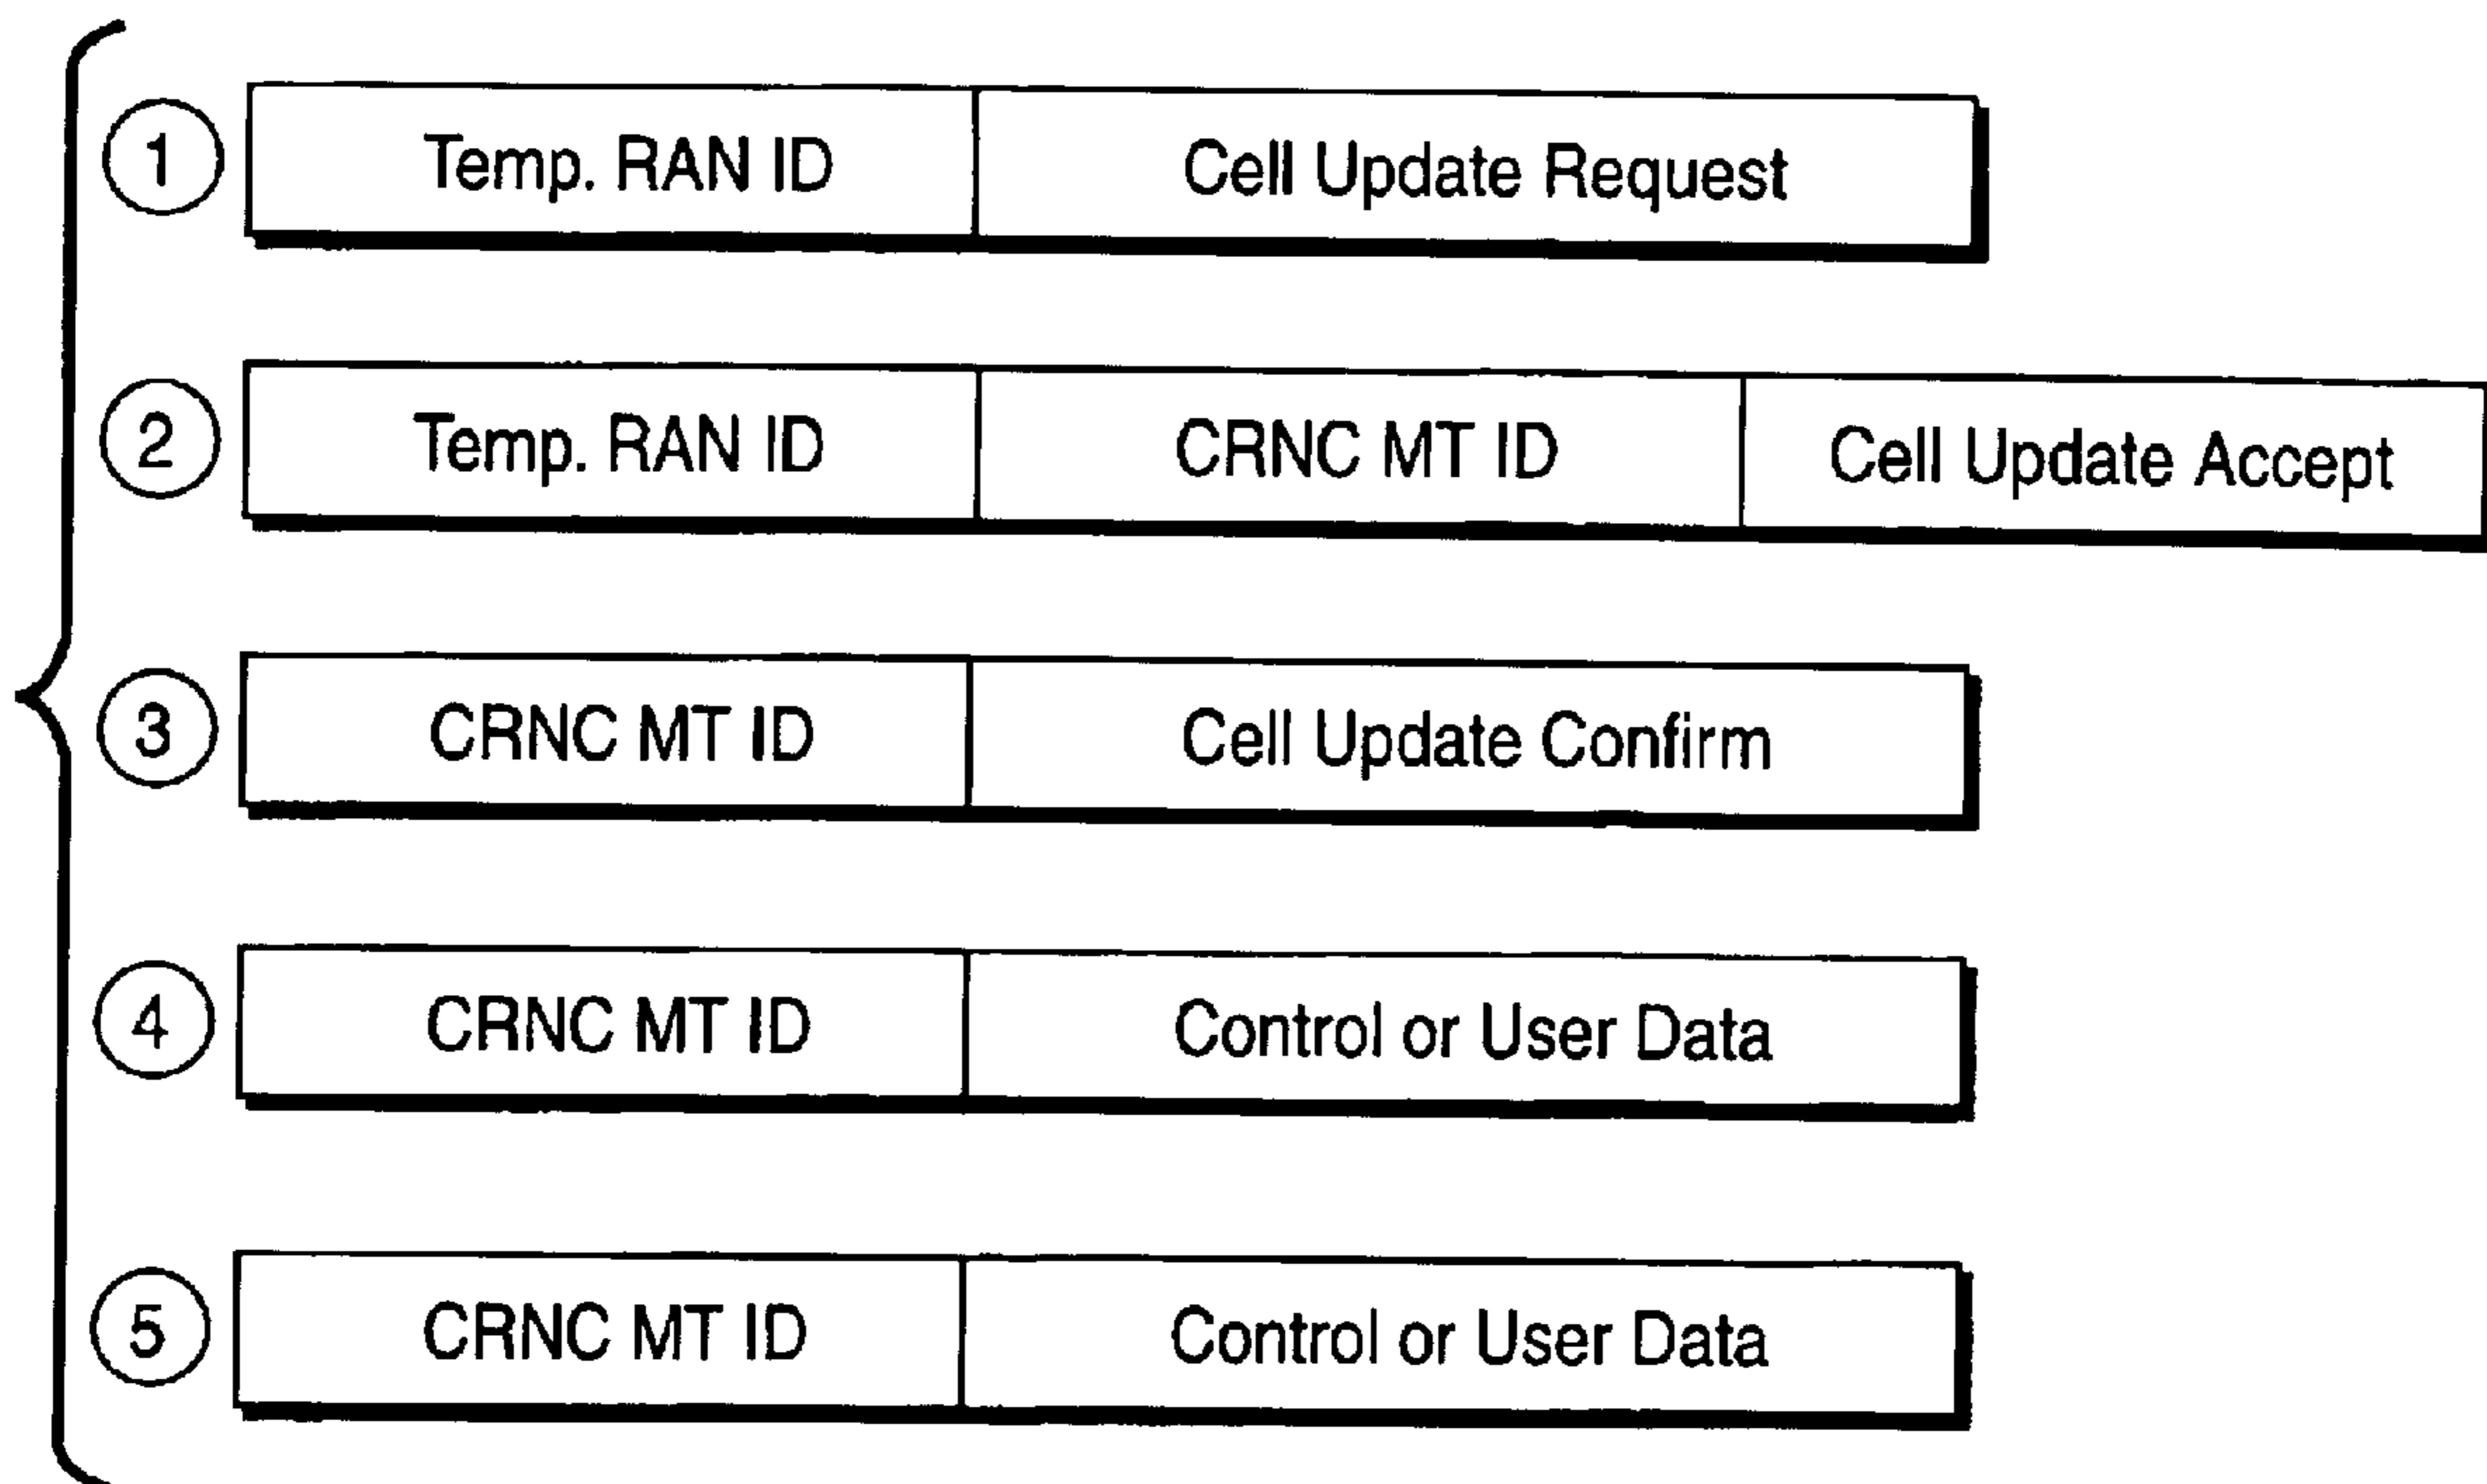 1 Temp. RAN ID Cell Update Request
2 Temp. RAN ID CRNC MT ID Cell Update Accept
3 CRNC MT ID Cell Update Confirm
4 CRNC MT ID Control or User Data
5 CRNC MT ID Control or User Data